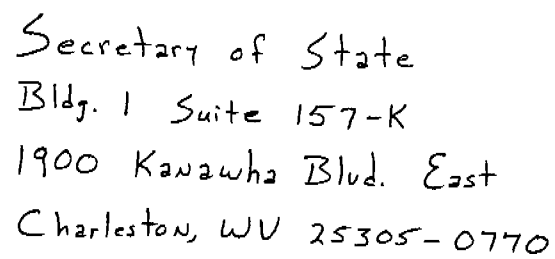 Secretary of State
Bldg. 1 Suite 157-K
1900 Kanawha Blvd. East
Charleston, WV 25305-0770